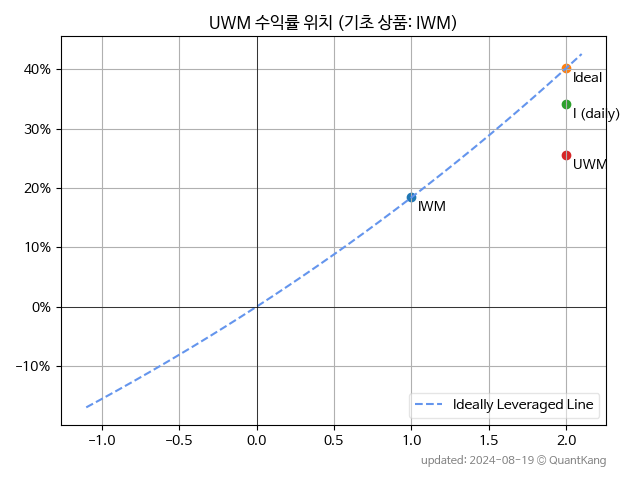 UWM 수익률 위치 (기초 상품: IWM)
40%
30%
20%
10%
0%
−10%
Ideal
I (daily)
UWM
IWM
Ideally Leveraged Line
−1.0 −0.5 0.0 0.5 1.0 1.5 2.0
updated: 2024-08-19 © QuantKang